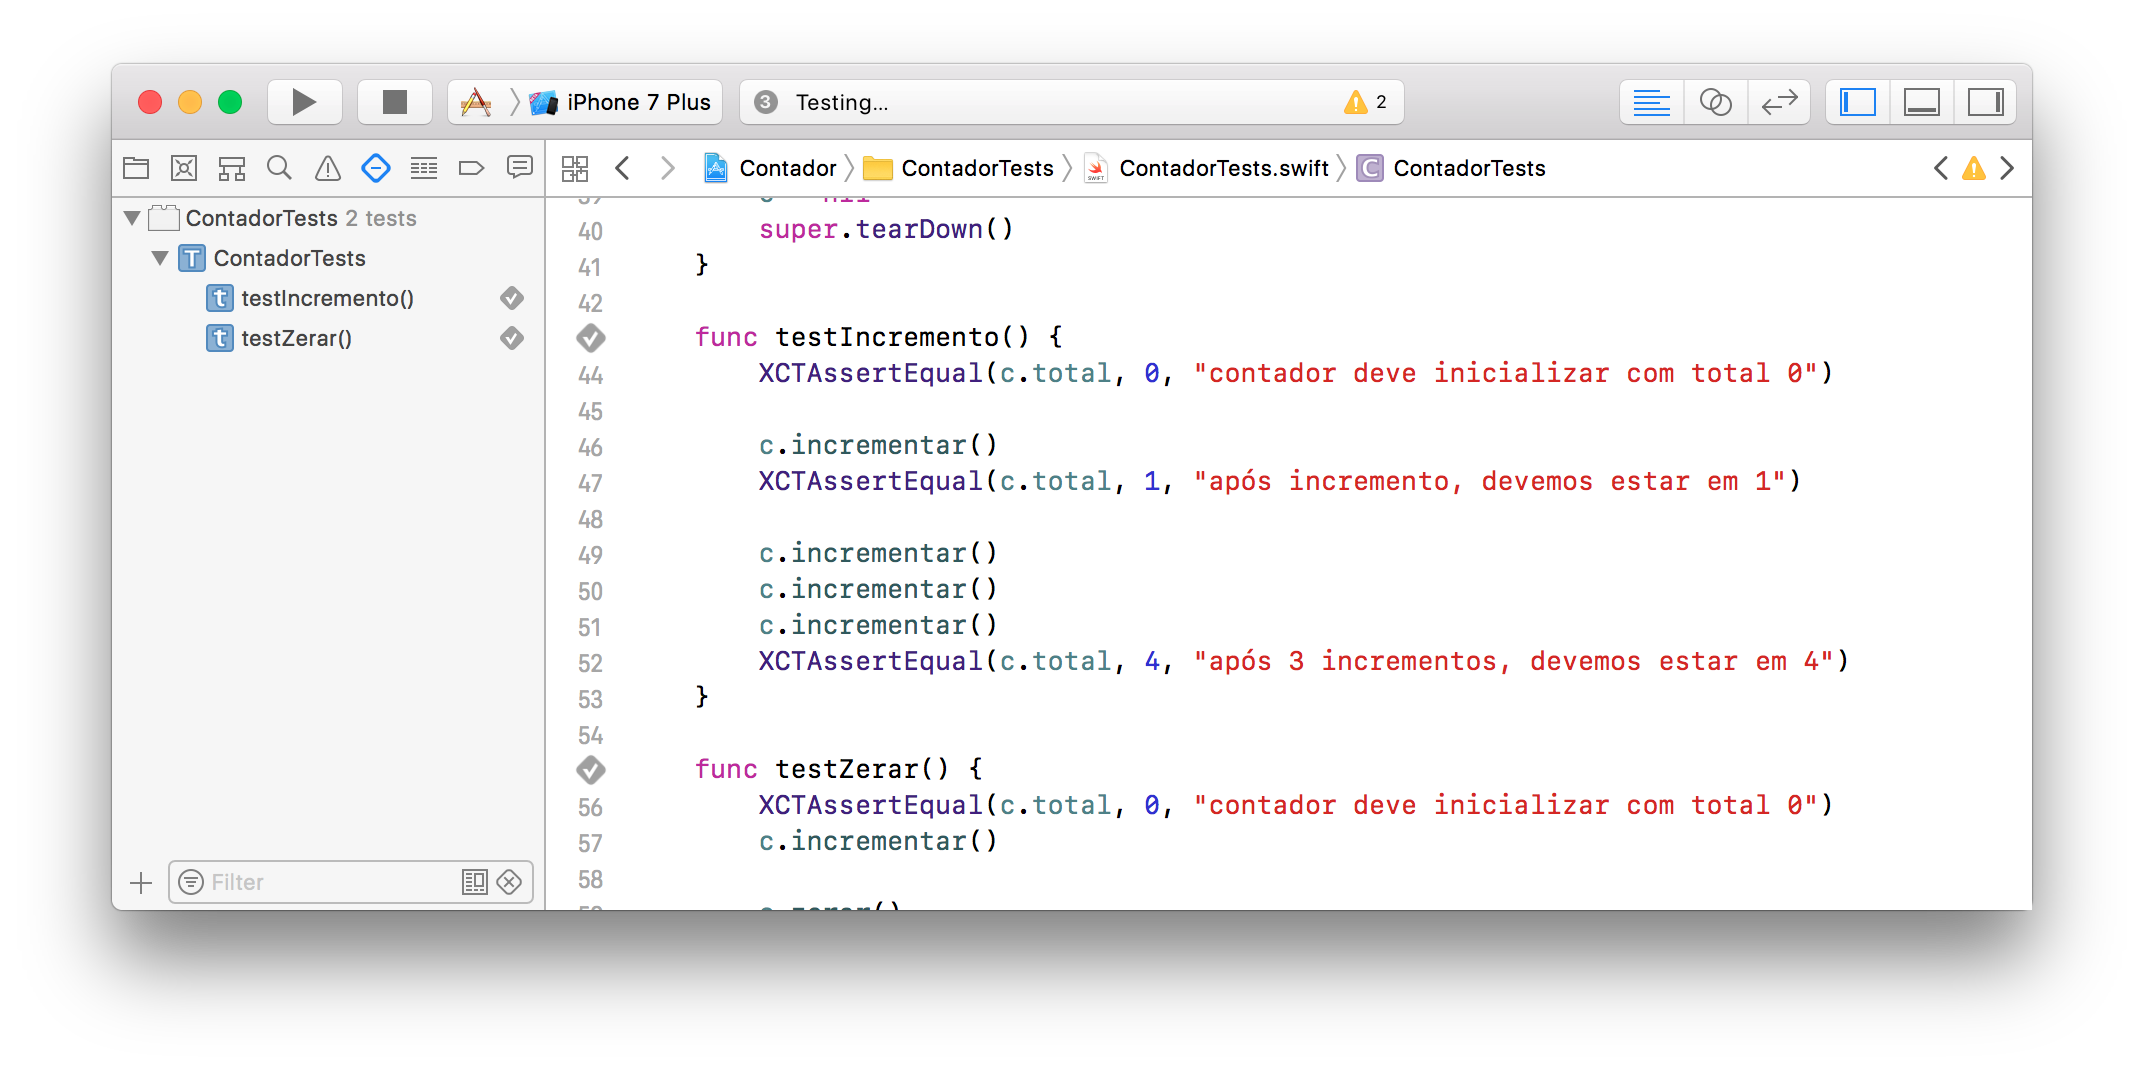 iPhone 7 Plus
3 Testing... 2
Contador ContadorTests ContadorTests.swift ContadorTests
ContadorTests 2 tests
ContadorTests
testIncremento()
testZerar()
Filter
40 super.tearDown()
41 }
42
func testIncremento() {
44 XCTAssertEqual(c.total, 0, "contador deve inicializar com total 0")
45
46 c.incrementar()
47 XCTAssertEqual(c.total, 1, "após incremento, devemos estar em 1")
48
49 c.incrementar()
50 c.incrementar()
51 c.incrementar()
52 XCTAssertEqual(c.total, 4, "após 3 incrementos, devemos estar em 4")
53 }
54
func testZerar() {
56 XCTAssertEqual(c.total, 0, "contador deve inicializar com total 0")
57 c.incrementar()
58